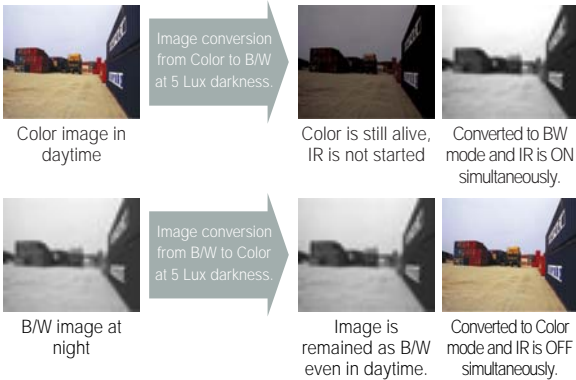 Image conversion
from Color to B/W
at 5 Lux darkness.
Color image in
daytime
Color is still alive,
IR is not started
Converted to BW
mode and IR is ON
simultaneously.
Image conversion
from B/W to Color
at 5 Lux darkness.
B/W image at
night
Image is
remained as B/W
even in daytime.
Converted to Color
mode and IR is OFF
simultaneously.